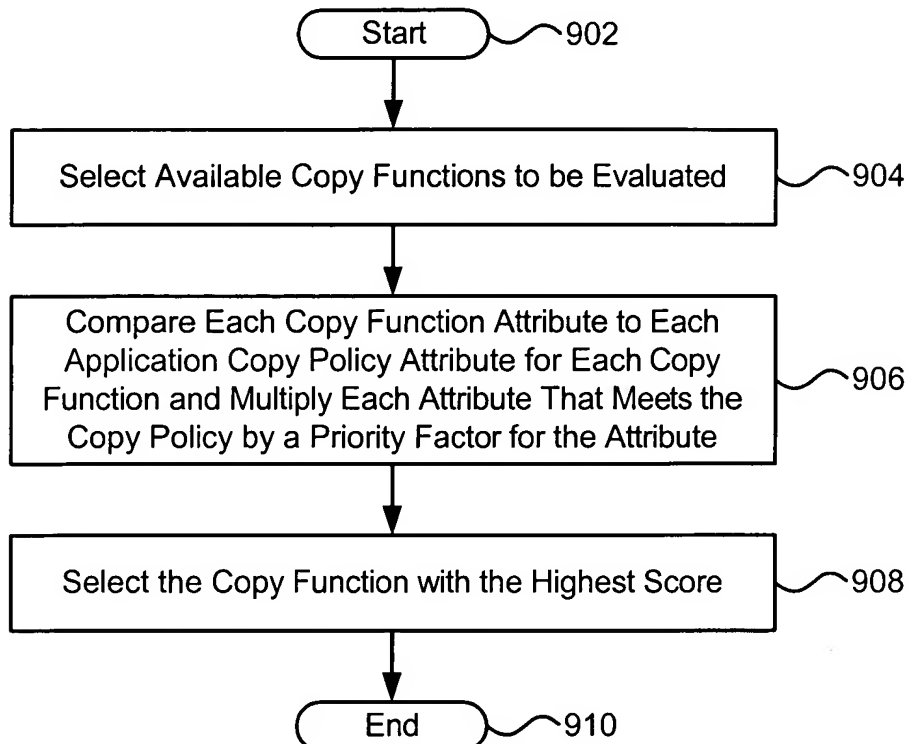 Start 902
Select Available Copy Functions to be Evaluated 904
Compare Each Copy Function Attribute to Each
Application Copy Policy Attribute for Each Copy
Function and Multiply Each Attribute That Meets the
Copy Policy by a Priority Factor for the Attribute
906
Select the Copy Function with the Highest Score 908
End 910